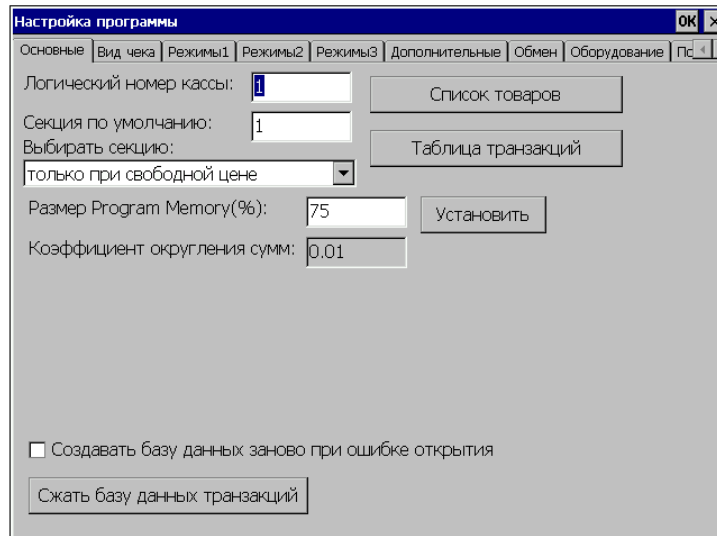 Настройка программы OK ×
Основные Вид чека Режимы1 Режимы2 Режимы3 Дополнительные Обмен Оборудование
Логический номер кассы: 1 Список товаров
Секция по умолчанию: 1
Выбирать секцию: Таблица транзакций
только при свободной цене
Размер Program Memory(%): 75 Установить
Коэффициент округления сумм: 0.01
Создавать базу данных заново при ошибке открытия
Сжать базу данных транзакций